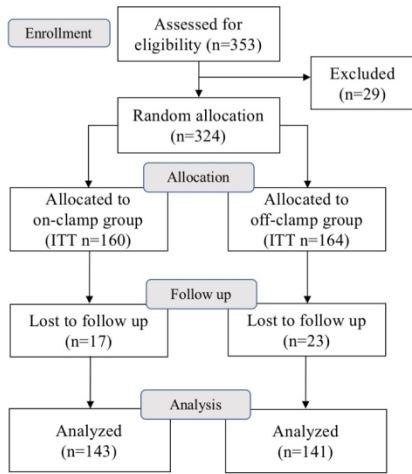 Enrollment
Assessed for
eligibility (n=353)
Excluded
(n=29)
Random allocation
(n=324)
Allocation
Allocated to
on-clamp group
(ITT n=160)
Allocated to
off-clamp group
(ITT n=164)
Follow up
Lost to follow up
(n=17)
Lost to follow up
(n=23)
Analysis
Analyzed
(n=143)
Analyzed
(n=141)